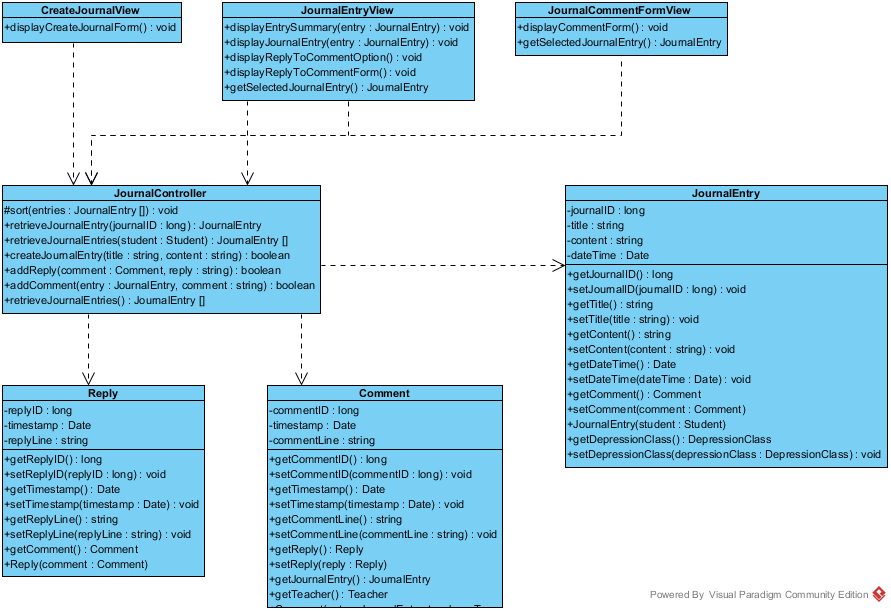 CreateJournalView
+displayCreateJournalForm() : void
JournalEntryView
+displayEntrySummary(entry : JournalEntry) : void
+displayJournalEntry(entry : JournalEntry) : void
+displayReplyToCommentOption() : void
+displayReplyToCommentForm() : void
+getSelectedJournalEntry() : JournalEntry
JournalCommentFormView
+displayCommentForm() : void
+getSelectedJournalEntry() : JournalEntry
JournalController
#sort(entries : JournalEntry []) : void
+retrieveJournalEntry(journalID : long) : JournalEntry
+retrieveJournalEntries(student : Student) : JournalEntry []
+createJournalEntry(title : string, content : string) : boolean
+addReply(comment : Comment, reply : string) : boolean
+addComment(entry : JournalEntry, comment : string) : boolean
+retrieveJournalEntries() : JournalEntry []
JournalEntry
-journalID : long
-title : string
-content : string
-dateTime : Date
+getJournalID() : long
+setJournalID(journalID : long) : void
+getTitle() : string
+setTitle(title : string) : void
+getContent() : string
+setContent(content : string) : void
+getDateTime() : Date
+setDateTime(dateTime : Date) : void
+getComment() : Comment
+setComment(comment : Comment)
+JournalEntry(student : Student)
+getDepressionClass() : DepressionClass
+setDepressionClass(depressionClass : DepressionClass) : void
Reply
-replyID : long
-timestamp : Date
-replyLine : string
+getReplyID() : long
+setReplyID(replyID : long) : void
+getTimestamp() : Date
+setTimestamp(timestamp : Date) : void
+getReplyLine() : string
+setReplyLine(replyLine : string) : void
+getComment() : Comment
+Reply(comment : Comment)
Comment
-commentID : long
-timestamp : Date
-commentLine : string
+getCommentID() : long
+setCommentID(commentID : long) : void
+getTimestamp() : Date
+setTimestamp(timestamp : Date) : void
+getCommentLine() : string
+setCommentLine(commentLine : string) : void
+getReply() : Reply
+setReply(reply : Reply)
+getJournalEntry() : JournalEntry
+getTeacher() : Teacher
Powered By Visual Paradigm Community Edition